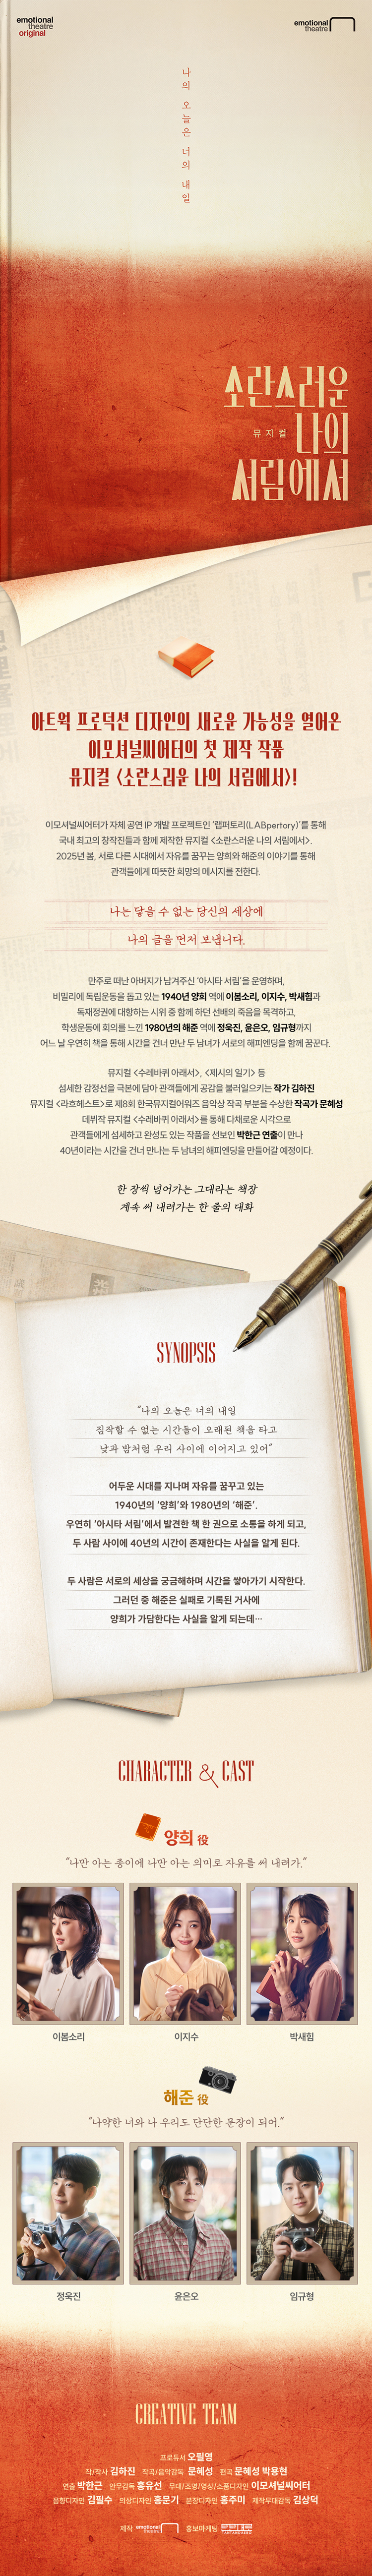 emotional
theatre
original
emotional
theatre
나의 오늘은 너의 내일
소란스러운
뮤지컬 나의
서림에서
아트웍 프로덕션 디자인의 새로운 가능성을 열어온
이모셔널씨어터의 첫 제작 작품
뮤지컬 <소란스러운 나의 서림에서>!
이모셔널씨어터가 자체 공연 IP 개발 프로젝트인 '랩퍼토리(LABpertory)'를 통해
국내 최고의 창작진들과 함께 제작한 뮤지컬 <소란스러운 나의 서림에서>.
2025년 봄, 서로 다른 시대에서 자유를 꿈꾸는 양희와 해준의 이야기를 통해
관객들에게 따뜻한 희망의 메시지를 전한다.
나는 닿을 수 없는 당신의 세상에
나의 글을 먼저 보냅니다.
만주로 떠난 아버지가 남겨주신 '아시타 서림'을 운영하며,
비밀리에 독립운동을 돕고 있는 1940년 양희 역에 이봄소리, 이지수, 박새힘과
독재정권에 대항하는 시위 중 함께 하던 선배의 죽음을 목격하고,
학생운동에 회의를 느낀 1980년의 해준 역에 정욱진, 윤은오, 임규형까지
어느 날 우연히 책을 통해 시간을 건너 만난 두 남녀가 서로의 해피엔딩을 함께 꿈꾼다.
뮤지컬 <수레바퀴 아래서>, <제시의 일기> 등
섬세한 감정선을 극본에 담아 관객들에게 공감을 불러일으키는 작가 김하진
뮤지컬 <라흐헤스트>로 제8회 한국뮤지컬어워즈 음악상 작곡 부분을 수상한 작곡가 문혜성
데뷔작 뮤지컬 <수레바퀴 아래서>를 통해 다채로운 시각으로
관객들에게 섬세하고 완성도 있는 작품을 선보인 박한근 연출이 만나
40년이라는 시간을 건너 만나는 두 남녀의 해피엔딩을 만들어갈 예정이다.
한 장씩 넘어가는 그대라는 책장
계속 써 내려가는 한 줄의 대화
SYNOPSIS
"나의 오늘은 너의 내일
짐작할 수 없는 시간들이 오래된 책을 타고
낮과 밤처럼 우리 사이에 이어지고 있어"
어두운 시대를 지나며 자유를 꿈꾸고 있는
1940년의 '양희'와 1980년의 '해준'.
우연히 '아시타 서림'에서 발견한 책 한 권으로 소통을 하게 되고,
두 사람 사이에 40년의 시간이 존재한다는 사실을 알게 된다.
두 사람은 서로의 세상을 궁금해하며 시간을 쌓아가기 시작한다.
그러던 중 해준은 실패로 기록된 거사에
양희가 가담한다는 사실을 알게 되는데…
CHARACTER & CAST
양희 役
"나만 아는 종이에 나만 아는 의미로 자유를 써 내려가."
이봄소리 이지수 박새힘
해준 役
"나약한 너와 나 우리도 단단한 문장이 되어."
정욱진 윤은오 임규형
CREATIVE TEAM
프로듀서 오필영
작/작사 김하진 작곡/음악감독 문혜성 편곡 문혜성 박용현
연출 박한근 안무감독 홍유선 무대/조명/영상/소품디자인 이모셔널씨어터
음향디자인 김필수 의상디자인 홍문기 분장디자인 홍주미 제작무대감독 김상덕
제작 emotional theatre 홍보마케팅